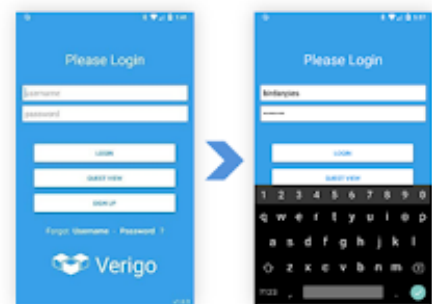 Please Login
username
password
LOGIN
GUEST VIEW
SIGN UP
Forgot Username - Password ?
Verigo
Please Login
LOGIN
GUEST VIEW
1 2 3 4 5 6 7 8 9 0
q w e r t y u i o p
a s d f g h j k l
z x c v b n m
?123 , .